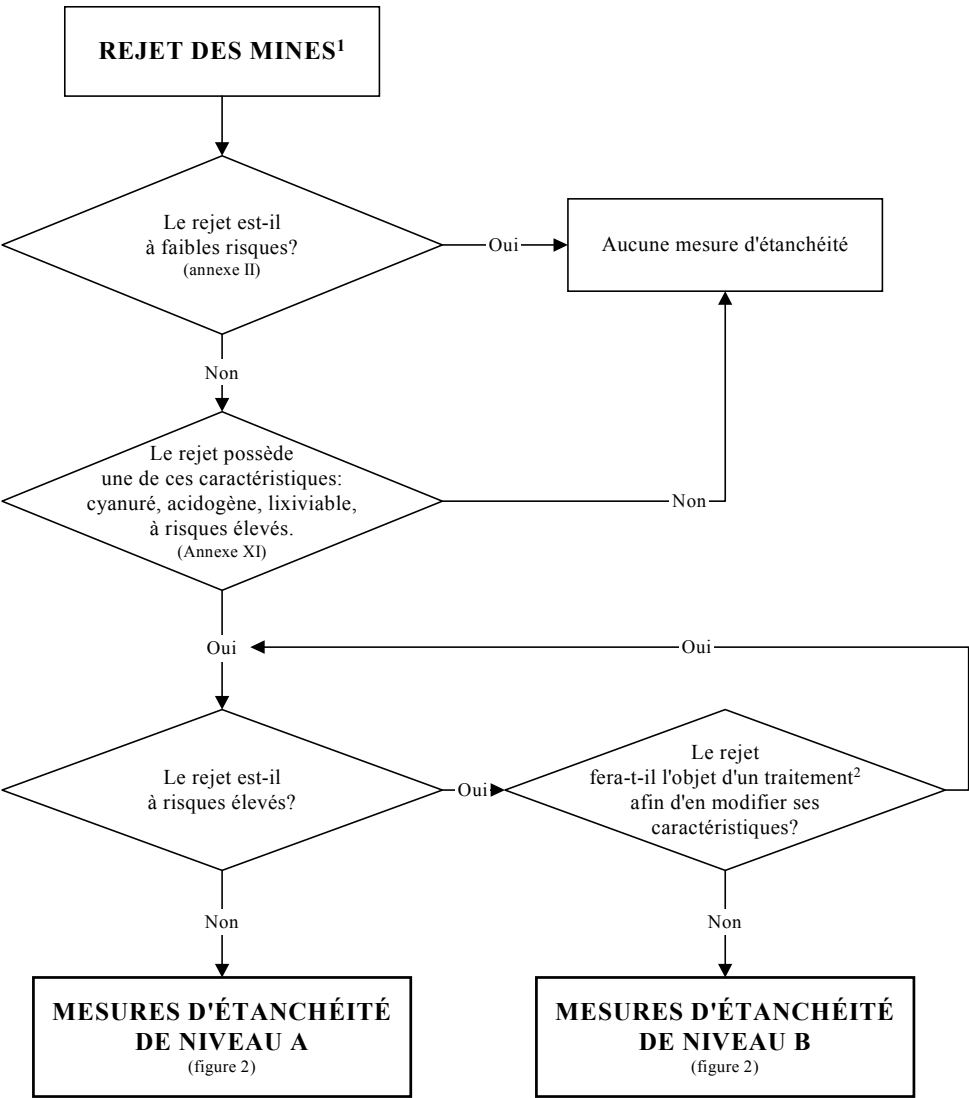 REJET DES MINES¹
Le rejet est-il
à faibles risques?
(annexe II)
Oui
Aucune mesure d'étanchéité
Non
Le rejet possède
une de ces caractéristiques:
cyanuré, acidogène, lixiviable,
à risques élevés.
(Annexe XI)
Non
Oui
Oui
Le rejet est-il
à risques élevés?
Oui
Le rejet
fera-t-il l'objet d'un traitement²
afin d'en modifier ses
caractéristiques?
Non
Non
MESURES D'ÉTANCHÉITÉ
DE NIVEAU A
(figure 2)
MESURES D'ÉTANCHÉITÉ
DE NIVEAU B
(figure 2)